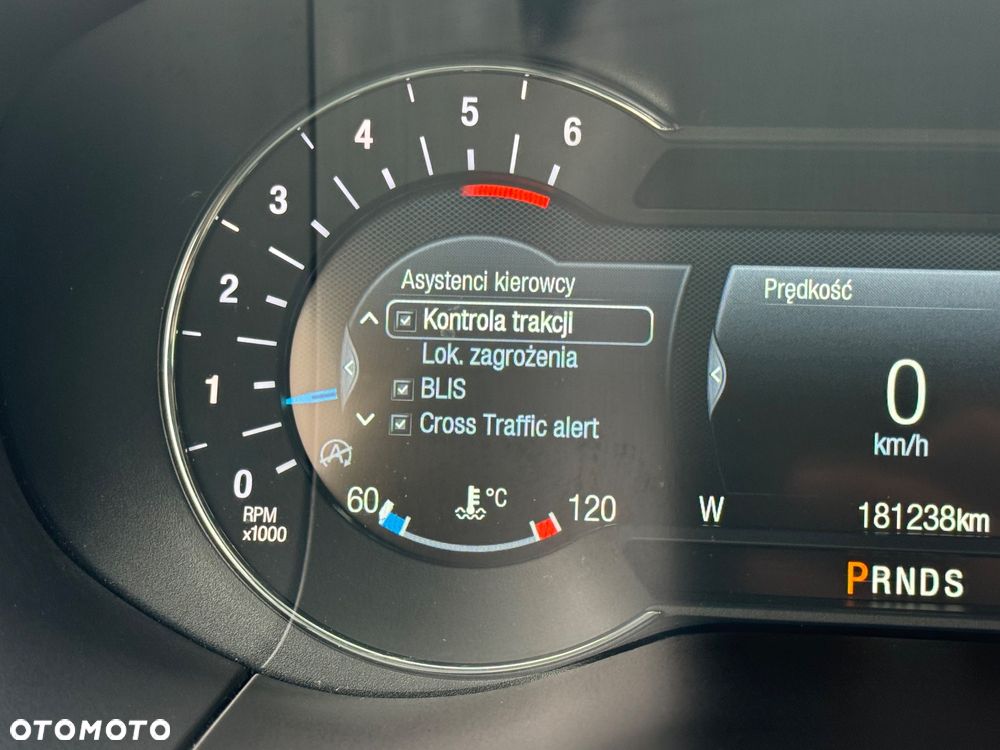 5
4
6
3
2
1
0
RPM
x1000
Asystenci kierowcy
Kontrola trakcji
Lok. zagrożenia
BLIS
Cross Traffic alert
60
°C
120
Prędkość
0
km/h
W
181238km
PRNDS
OTOMOTO